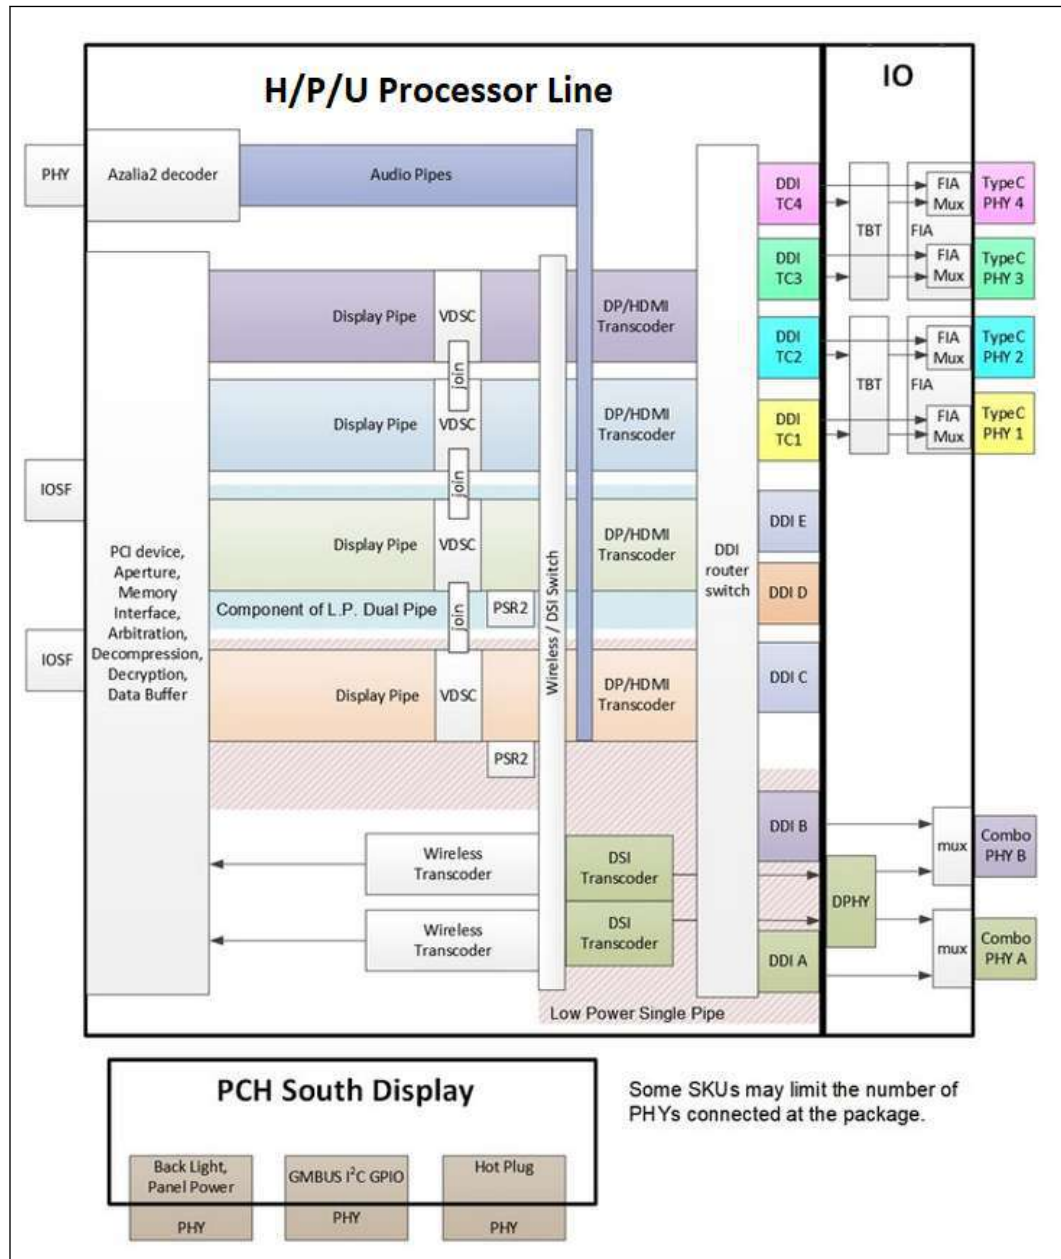 H/P/U Processor Line
IO
PHY
Azalia2 decoder
Audio Pipes
DDI
TC4
TBT
FIA
Mux
FIA
TypeC
PHY 4
DDI
TC3
FIA
Mux
TypeC
PHY 3
Display Pipe
VDSC
DP/HDMI
Transcoder
join
DDI
TC2
TBT
FIA
Mux
FIA
TypeC
PHY 2
Display Pipe
VDSC
DP/HDMI
Transcoder
DDI
TC1
FIA
Mux
TypeC
PHY 1
join
IOSF
Display Pipe
VDSC
DP/HDMI
Transcoder
DDI E
PCI device,
Aperture,
Memory
Interface,
Arbitration,
Decompression,
Decryption,
Data Buffer
Wireless / DSI Switch
DDI
router
switch
DDI D
Component of L.P. Dual Pipe
join
PSR2
IOSF
Display Pipe
VDSC
DP/HDMI
Transcoder
DDI C
PSR2
DDI B
mux
Combo
PHY B
Wireless
Transcoder
DSI
Transcoder
DPHY
Wireless
Transcoder
DSI
Transcoder
DDI A
mux
Combo
PHY A
Low Power Single Pipe
PCH South Display
Some SKUs may limit the number of
PHYs connected at the package.
Back Light,
Panel Power
PHY
GMBUS I²C GPIO
PHY
Hot Plug
PHY